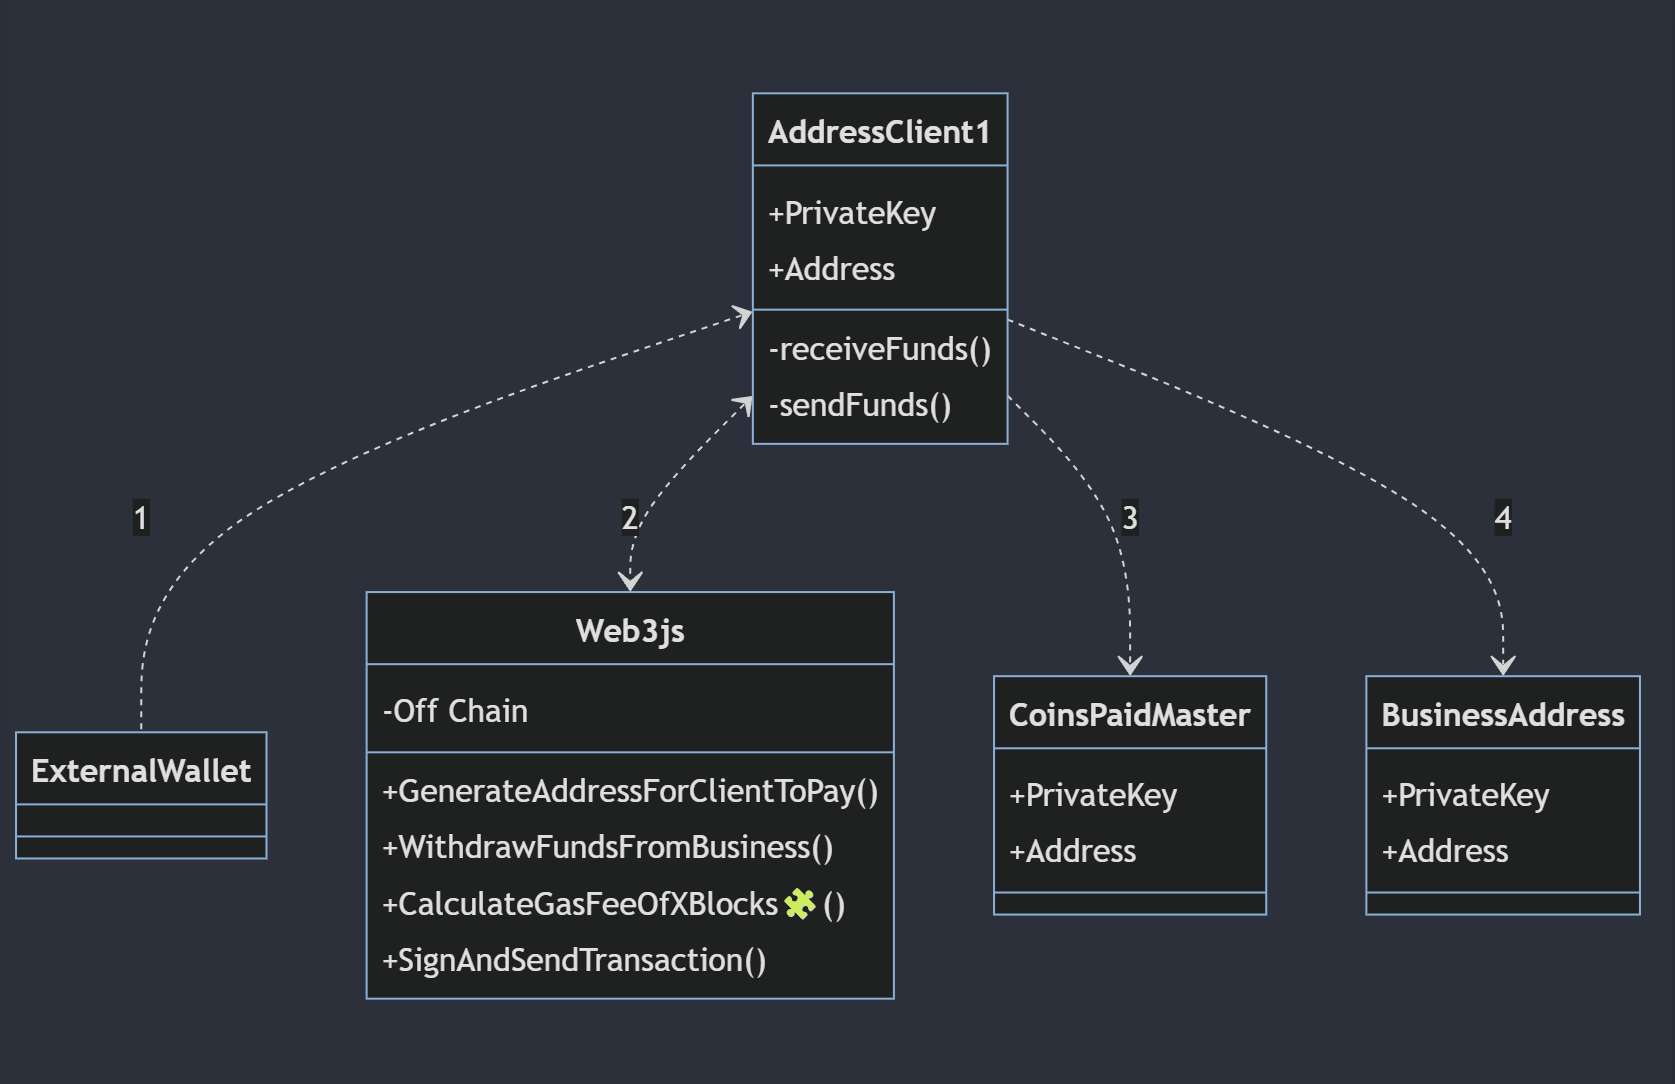 AddressClient1
+PrivateKey
+Address
-receiveFunds()
-sendFunds()
1
2
3
4
ExternalWallet
Web3js
-Off Chain
+GenerateAddressForClientToPay()
+WithdrawFundsFromBusiness()
+CalculateGasFeeOfXBlocks🧩()
+SignAndSendTransaction()
CoinsPaidMaster
+PrivateKey
+Address
BusinessAddress
+PrivateKey
+Address